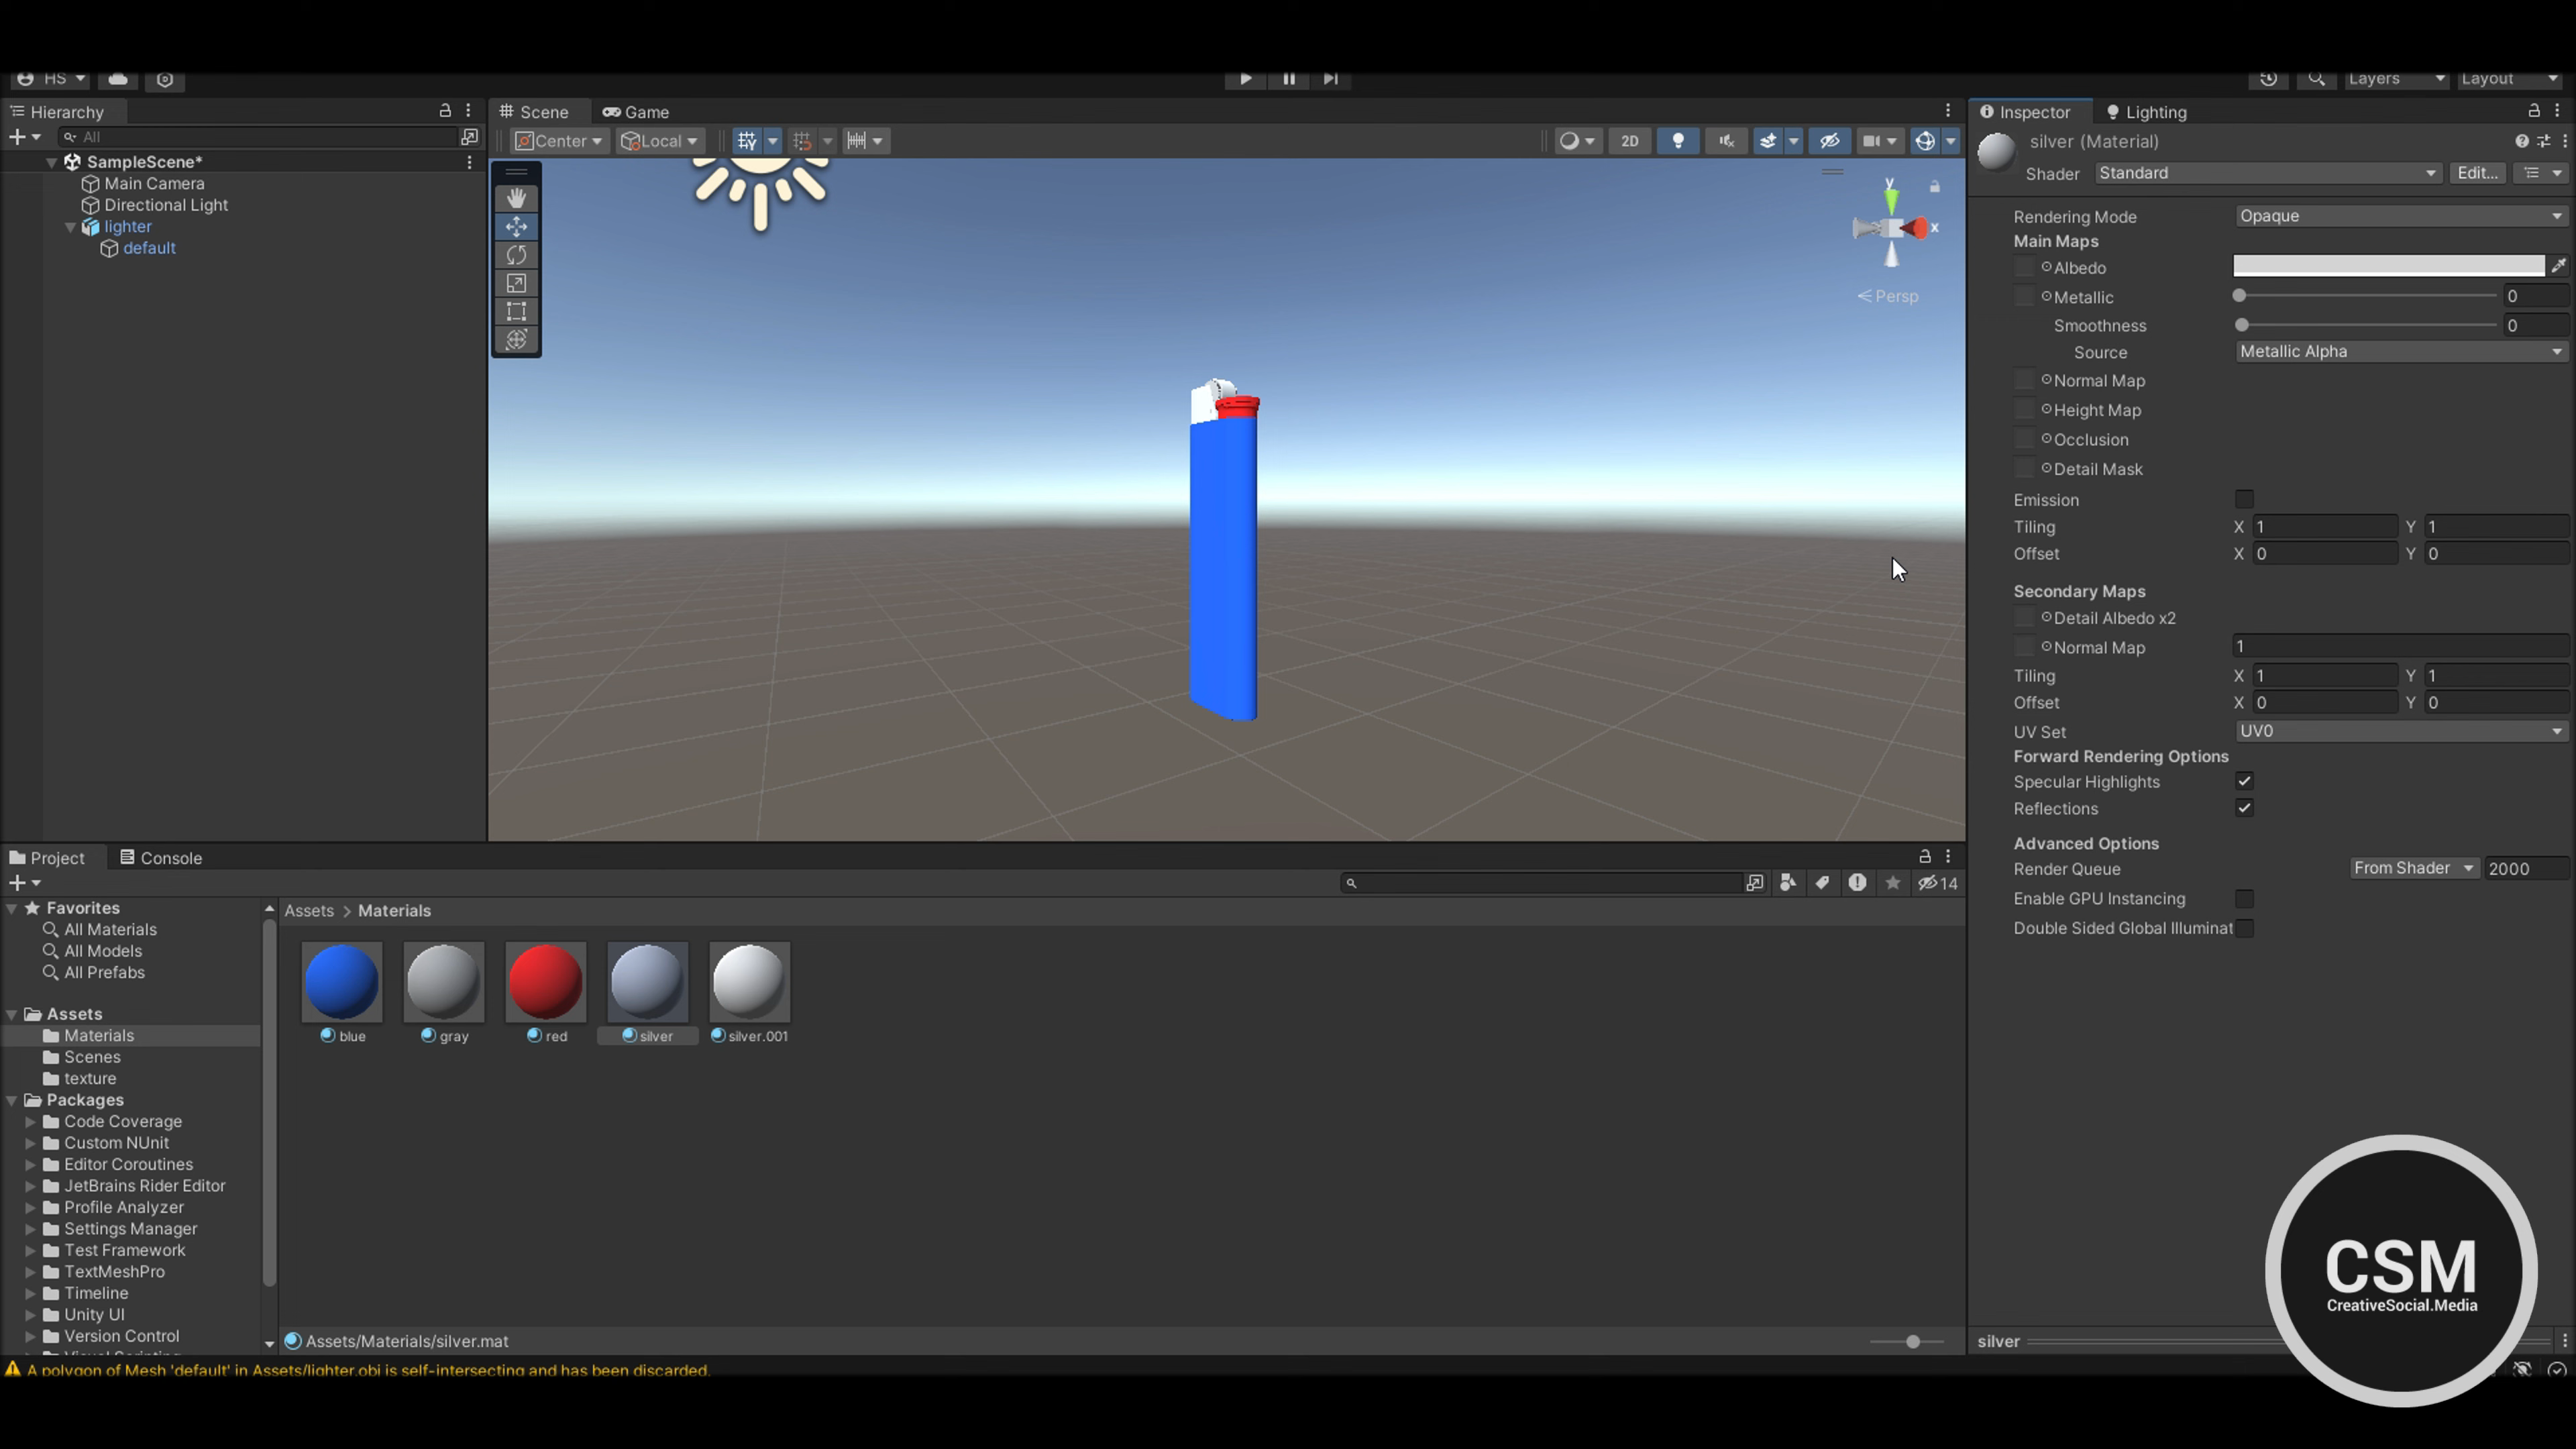 HS
Layers
Layout
Hierarchy
All
SampleScene*
Main Camera
Directional Light
lighter
default
Scene
Game
Center
Local
2D
y
x
Persp
Inspector
Lighting
silver (Material)
Shader
Standard
Edit...
Rendering Mode
Opaque
Main Maps
Albedo
Metallic
0
Smoothness
0
Source
Metallic Alpha
Normal Map
Height Map
Occlusion
Detail Mask
Emission
Tiling X 1 Y 1
Offset X 0 Y 0
Secondary Maps
Detail Albedo x2
Normal Map
1
Tiling X 1 Y 1
Offset X 0 Y 0
UV Set
UV0
Forward Rendering Options
Specular Highlights
Reflections
Advanced Options
Render Queue
From Shader
2000
Enable GPU Instancing
Double Sided Global Illuminat
Project
Console
14
Favorites
All Materials
All Models
All Prefabs
Assets
Materials
Scenes
texture
Packages
Code Coverage
Custom NUnit
Editor Coroutines
JetBrains Rider Editor
Profile Analyzer
Settings Manager
Test Framework
TextMeshPro
Timeline
Unity UI
Version Control
Assets > Materials
blue
gray
red
silver
silver.001
Assets/Materials/silver.mat
silver
A polygon of Mesh 'default' in Assets/lighter.obj is self-intersecting and has been discarded.
CSM
CreativeSocial.Media